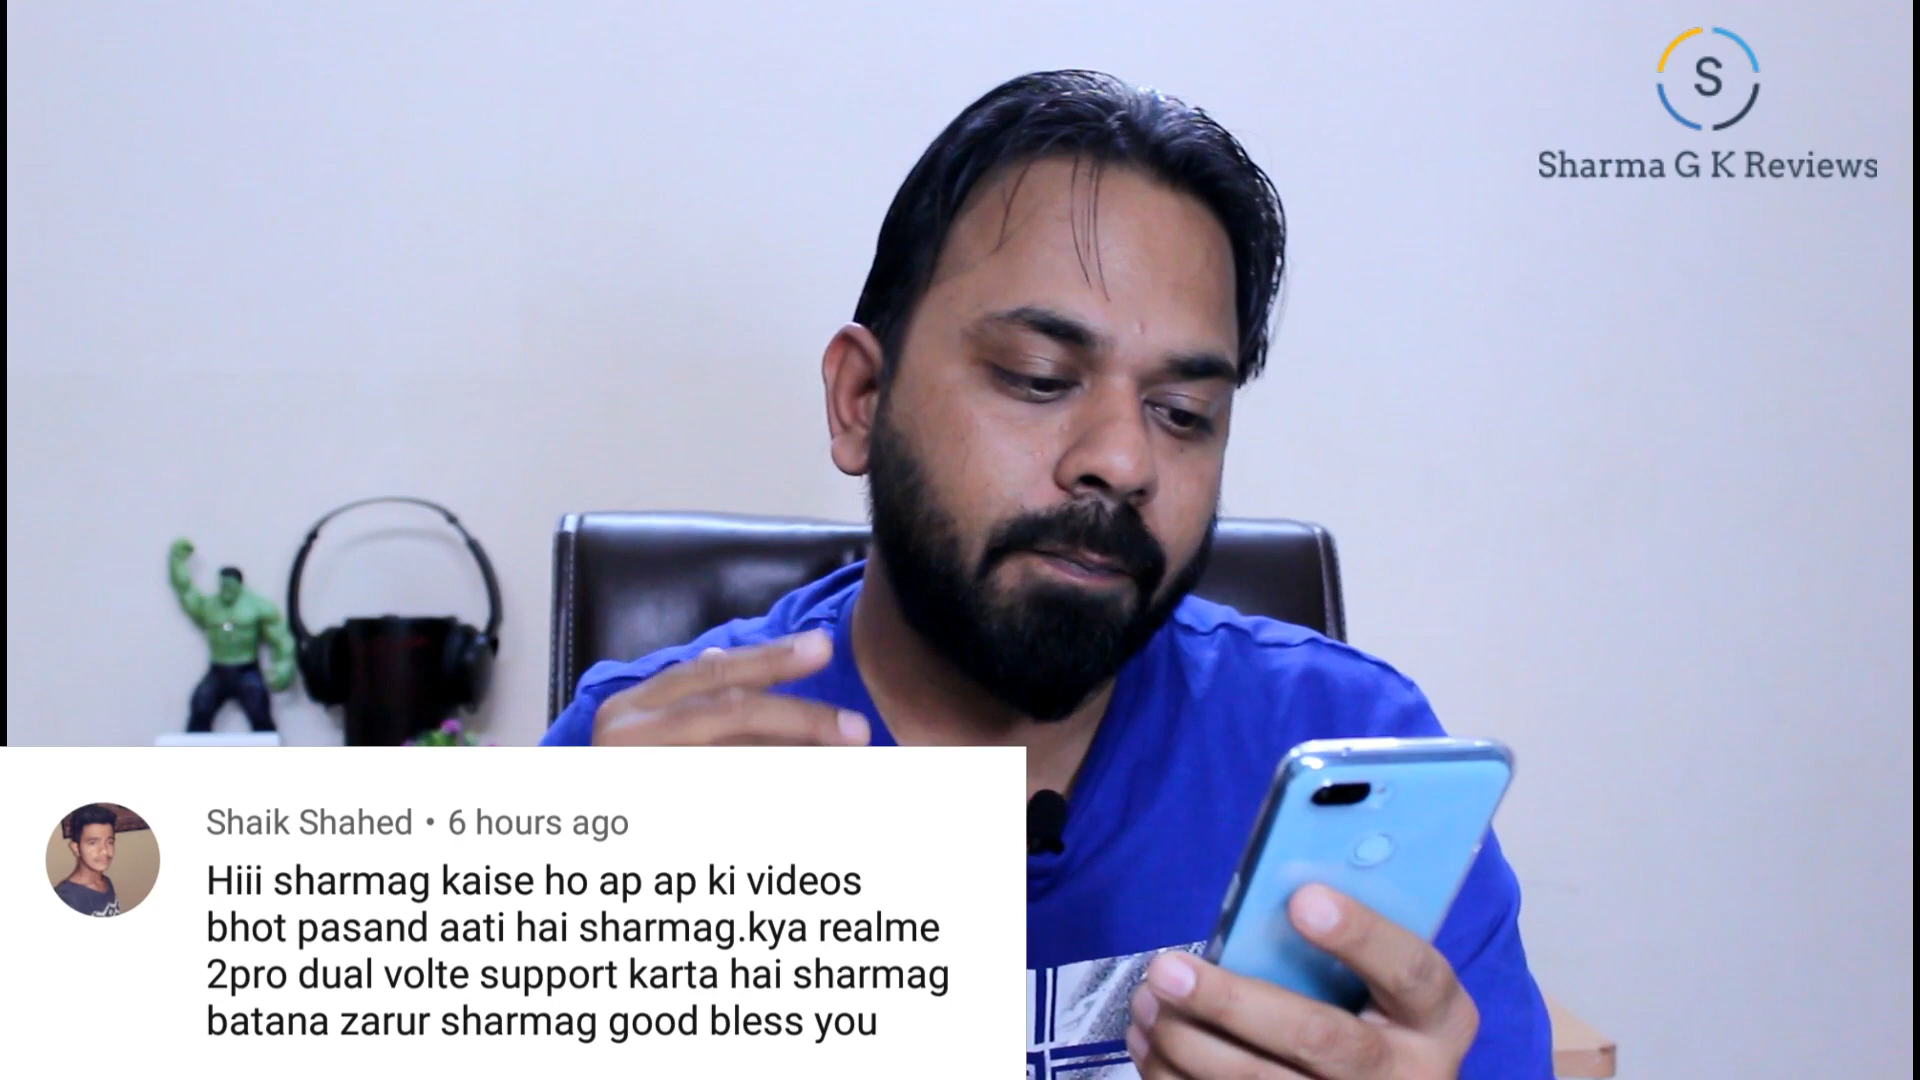 S
Sharma G K Reviews
Shaik Shahed • 6 hours ago
Hiii sharmag kaise ho ap ap ki videos
bhot pasand aati hai sharmag.kya realme
2pro dual volte support karta hai sharmag
batana zarur sharmag good bless you